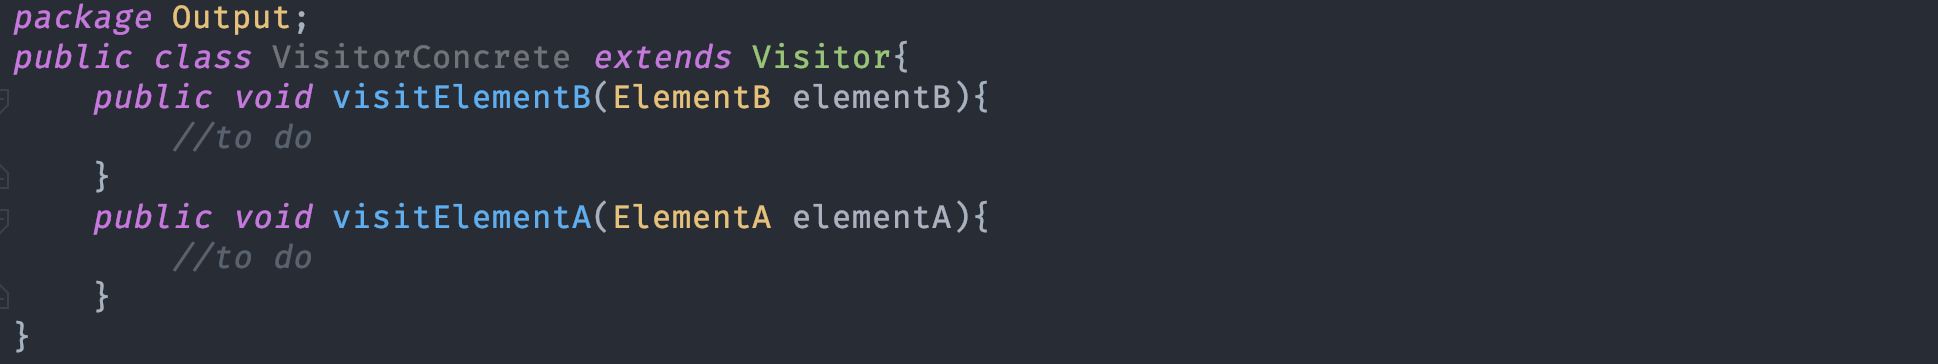 package Output;
public class VisitorConcrete extends Visitor{
    public void visitElementB(ElementB elementB){
        //to do
    }
    public void visitElementA(ElementA elementA){
        //to do
    }
}